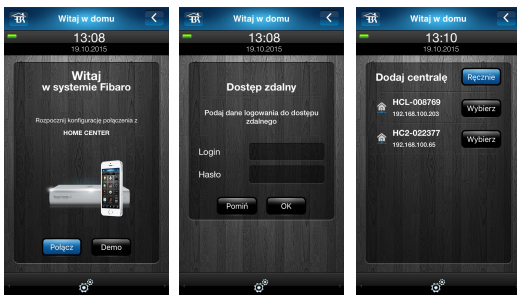 Witaj w domu
13:08
19.10.2015
Witaj
w systemie Fibaro
Rozpocznij konfigurację połączenia z
HOME CENTER
Połącz
Demo
Witaj w domu
13:08
19.10.2015
Dostęp zdalny
Podaj dane logowania do dostępu
zdalnego
Login
Hasło
Pomiń
OK
Witaj w domu
13:10
19.10.2015
Dodaj centralę
Ręcznie
HCL-008769
192.168.100.203
Wybierz
HC2-022377
192.168.100.65
Wybierz